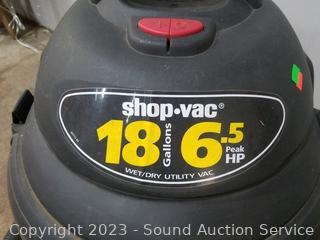 shop·vac®
18 Gallons 6.5 Peak HP
WET/DRY UTILITY VAC
Copyright 2023 - Sound Auction Service